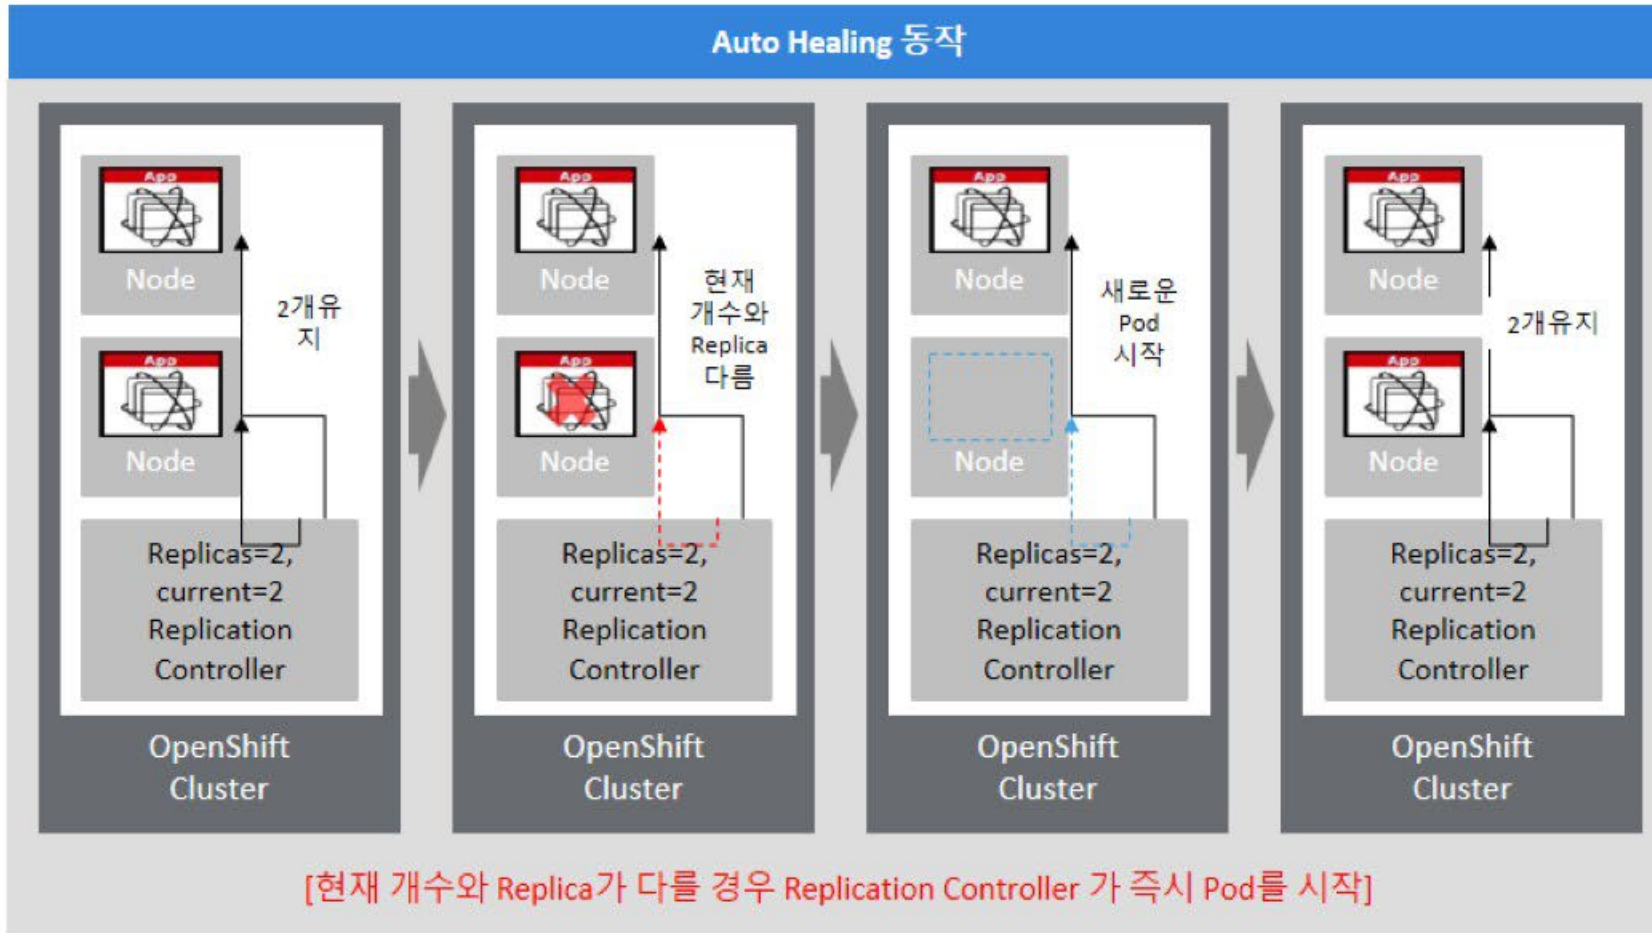 Auto Healing 동작
App
Node
2개유
지
App
Node
Replicas=2,
current=2
Replication
Controller
OpenShift
Cluster
App
Node
현재
개수와
Replica
다름
App
Node
Replicas=2,
current=2
Replication
Controller
OpenShift
Cluster
App
Node
새로운
Pod
시작
Node
Replicas=2,
current=2
Replication
Controller
OpenShift
Cluster
App
Node
2개유지
App
Node
Replicas=2,
current=2
Replication
Controller
OpenShift
Cluster
[현재 개수와 Replica가 다를 경우 Replication Controller 가 즉시 Pod를 시작]